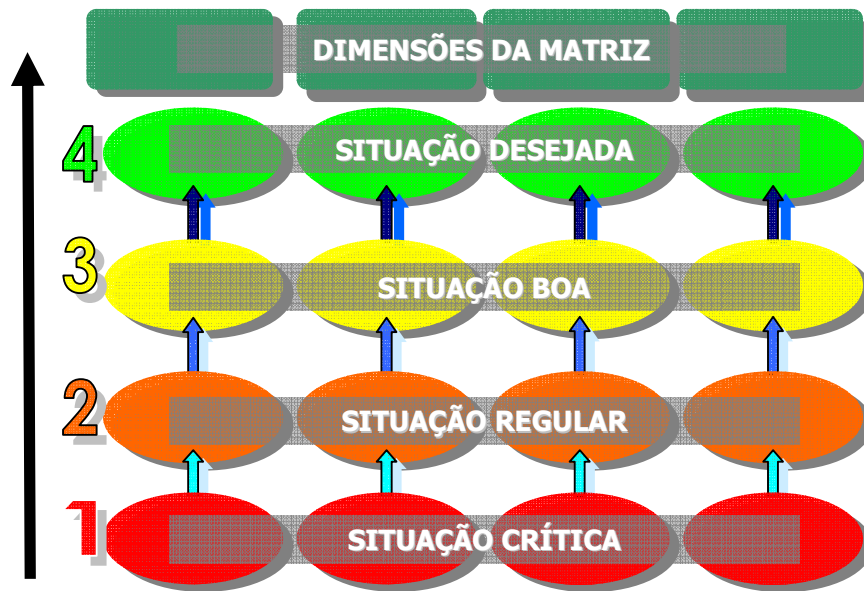 DIMENSÕES DA MATRIZ
4 SITUAÇÃO DESEJADA
3 SITUAÇÃO BOA
2 SITUAÇÃO REGULAR
1 SITUAÇÃO CRÍTICA